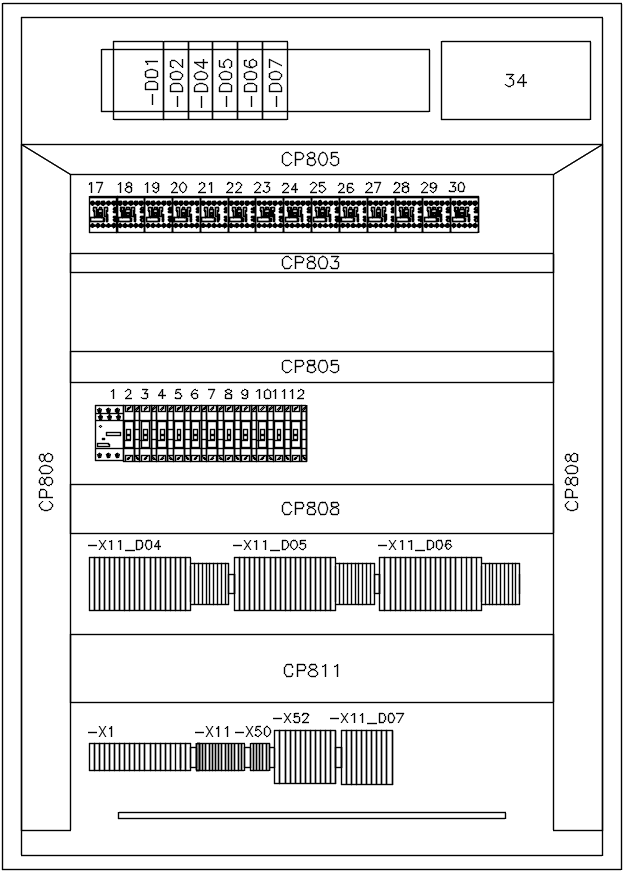 -D01 -D02 -D04 -D05 -D06 -D07
34
CP805
17 18 19 20 21 22 23 24 25 26 27 28 29 30
CP803
CP805
1 2 3 4 5 6 7 8 9 10 11 12
CP808
CP808
CP808
-X11_D04 -X11_D05 -X11_D06
CP811
-X1 -X11 -X50 -X52 -X11_D07